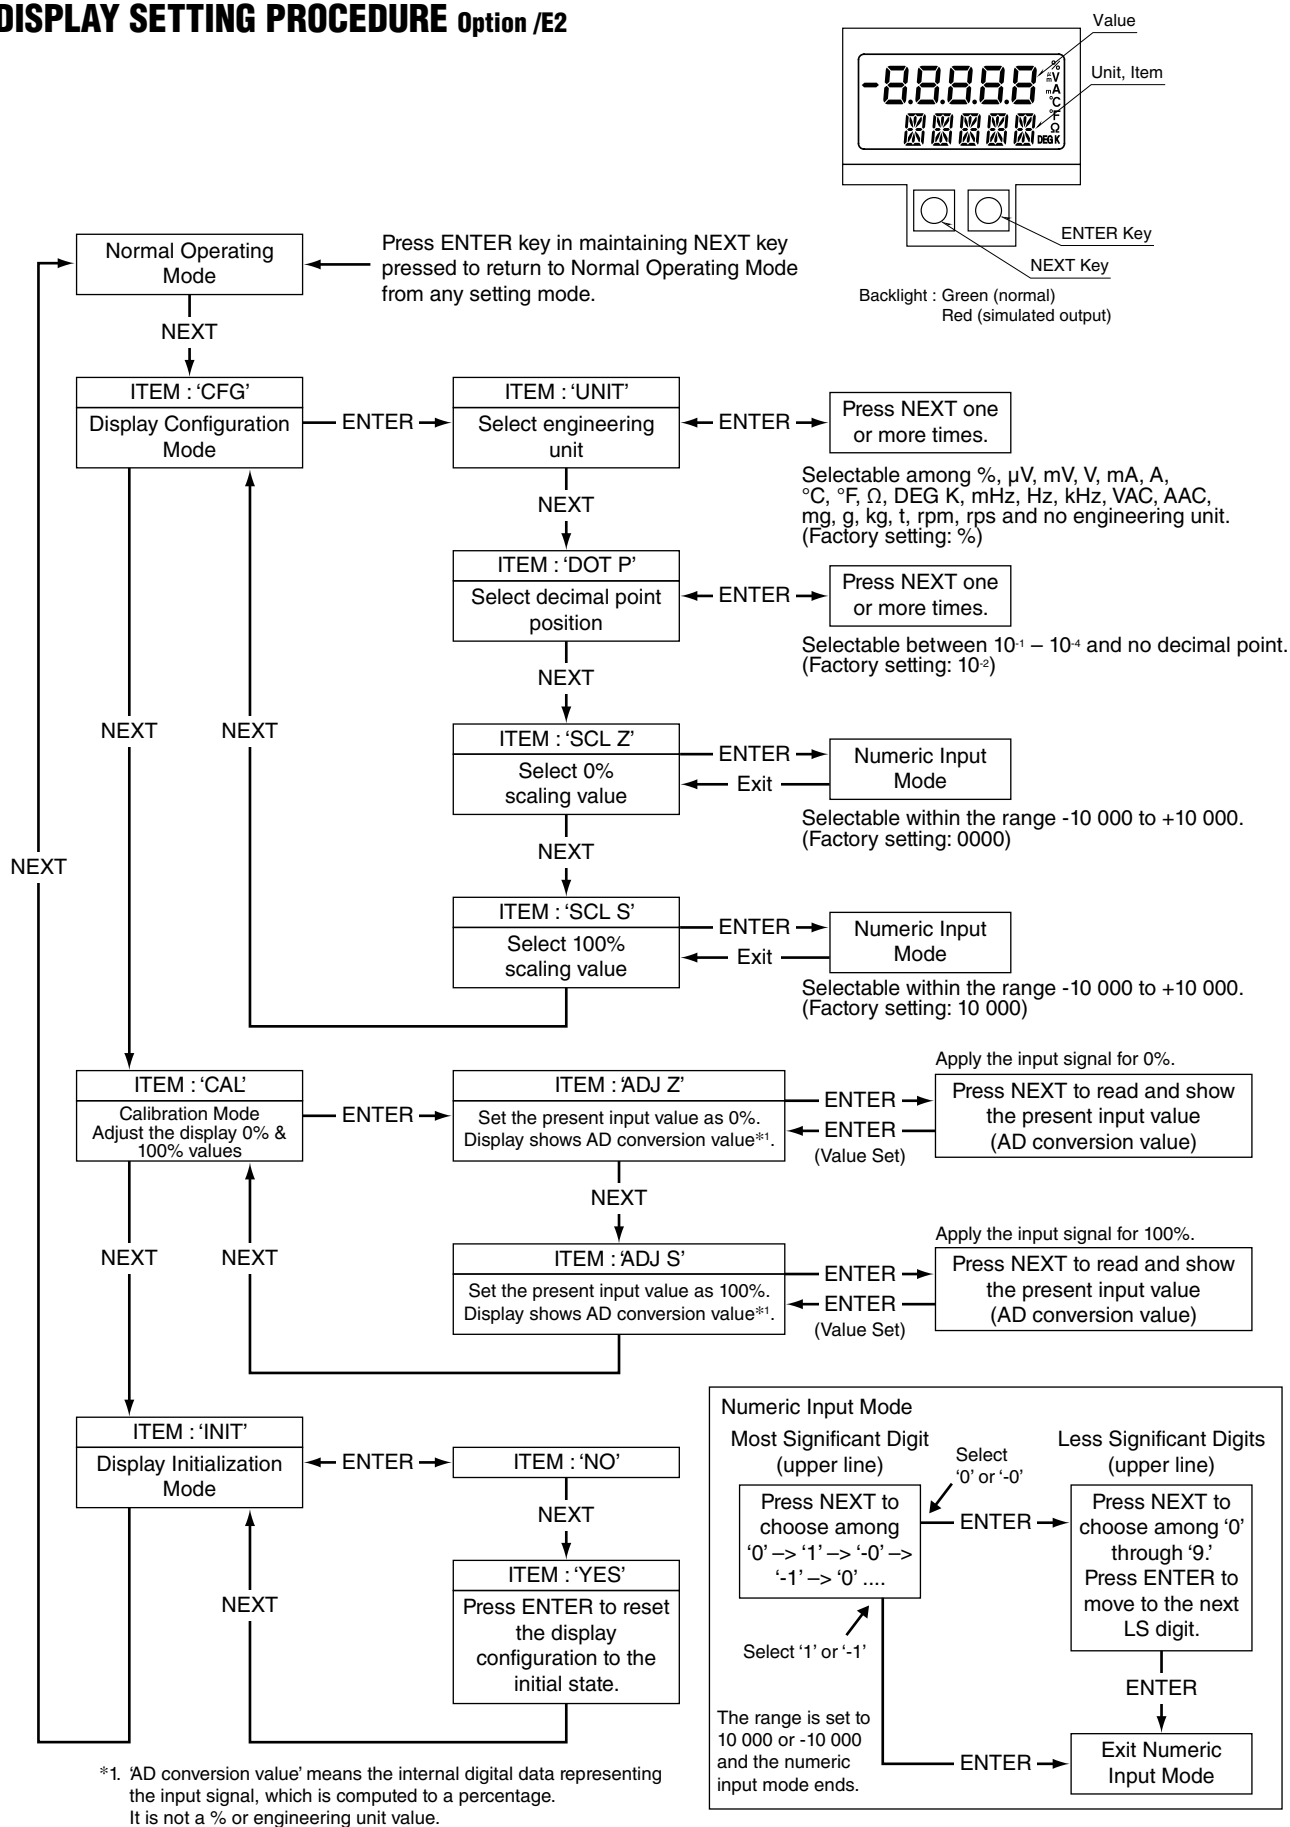 DISPLAY SETTING PROCEDURE Option /E2
Value
Unit, Item
-8.8.8.8.8
%
µ
m
V
mA
°C
°F
Ω
DEG K
ENTER Key
NEXT Key
Backlight : Green (normal)
Red (simulated output)
Normal Operating
Mode
Press ENTER key in maintaining NEXT key
pressed to return to Normal Operating Mode
from any setting mode.
NEXT
ITEM : ‘CFG’
Display Configuration
Mode
ENTER
ITEM : ‘UNIT’
Select engineering
unit
ENTER
Press NEXT one
or more times.
Selectable among %, µV, mV, V, mA, A,
°C, °F, Ω, DEG K, mHz, Hz, kHz, VAC, AAC,
mg, g, kg, t, rpm, rps and no engineering unit.
(Factory setting: %)
NEXT
ITEM : ‘DOT P’
Select decimal point
position
ENTER
Press NEXT one
or more times.
Selectable between 10-1 – 10-4 and no decimal point.
(Factory setting: 10-2)
NEXT
NEXT
NEXT
ITEM : ‘SCL Z’
Select 0%
scaling value
ENTER
Exit
Numeric Input
Mode
Selectable within the range -10 000 to +10 000.
(Factory setting: 0000)
NEXT
NEXT
ITEM : ‘SCL S’
Select 100%
scaling value
ENTER
Exit
Numeric Input
Mode
Selectable within the range -10 000 to +10 000.
(Factory setting: 10 000)
ITEM : ‘CAL’
Calibration Mode
Adjust the display 0% &
100% values
ENTER
ITEM : ‘ADJ Z’
Set the present input value as 0%.
Display shows AD conversion value*1.
ENTER
ENTER
(Value Set)
Apply the input signal for 0%.
Press NEXT to read and show
the present input value
(AD conversion value)
NEXT
NEXT
NEXT
ITEM : ‘ADJ S’
Set the present input value as 100%.
Display shows AD conversion value*1.
ENTER
ENTER
(Value Set)
Apply the input signal for 100%.
Press NEXT to read and show
the present input value
(AD conversion value)
ITEM : ‘INIT’
Display Initialization
Mode
ENTER
ITEM : ‘NO’
NEXT
NEXT
ITEM : ‘YES’
Press ENTER to reset
the display
configuration to the
initial state.
Numeric Input Mode
Most Significant Digit
(upper line)
Select
‘0’ or ‘-0’
Less Significant Digits
(upper line)
Press NEXT to
choose among
‘0’ –> ‘1’ –> ‘-0’ –>
‘-1’ –> ‘0’ ....
ENTER
Press NEXT to
choose among ‘0’
through ‘9.’
Press ENTER to
move to the next
LS digit.
Select ‘1’ or ‘-1’
ENTER
The range is set to
10 000 or -10 000
and the numeric
input mode ends.
ENTER
Exit Numeric
Input Mode
*1. ‘AD conversion value’ means the internal digital data representing
the input signal, which is computed to a percentage.
It is not a % or engineering unit value.